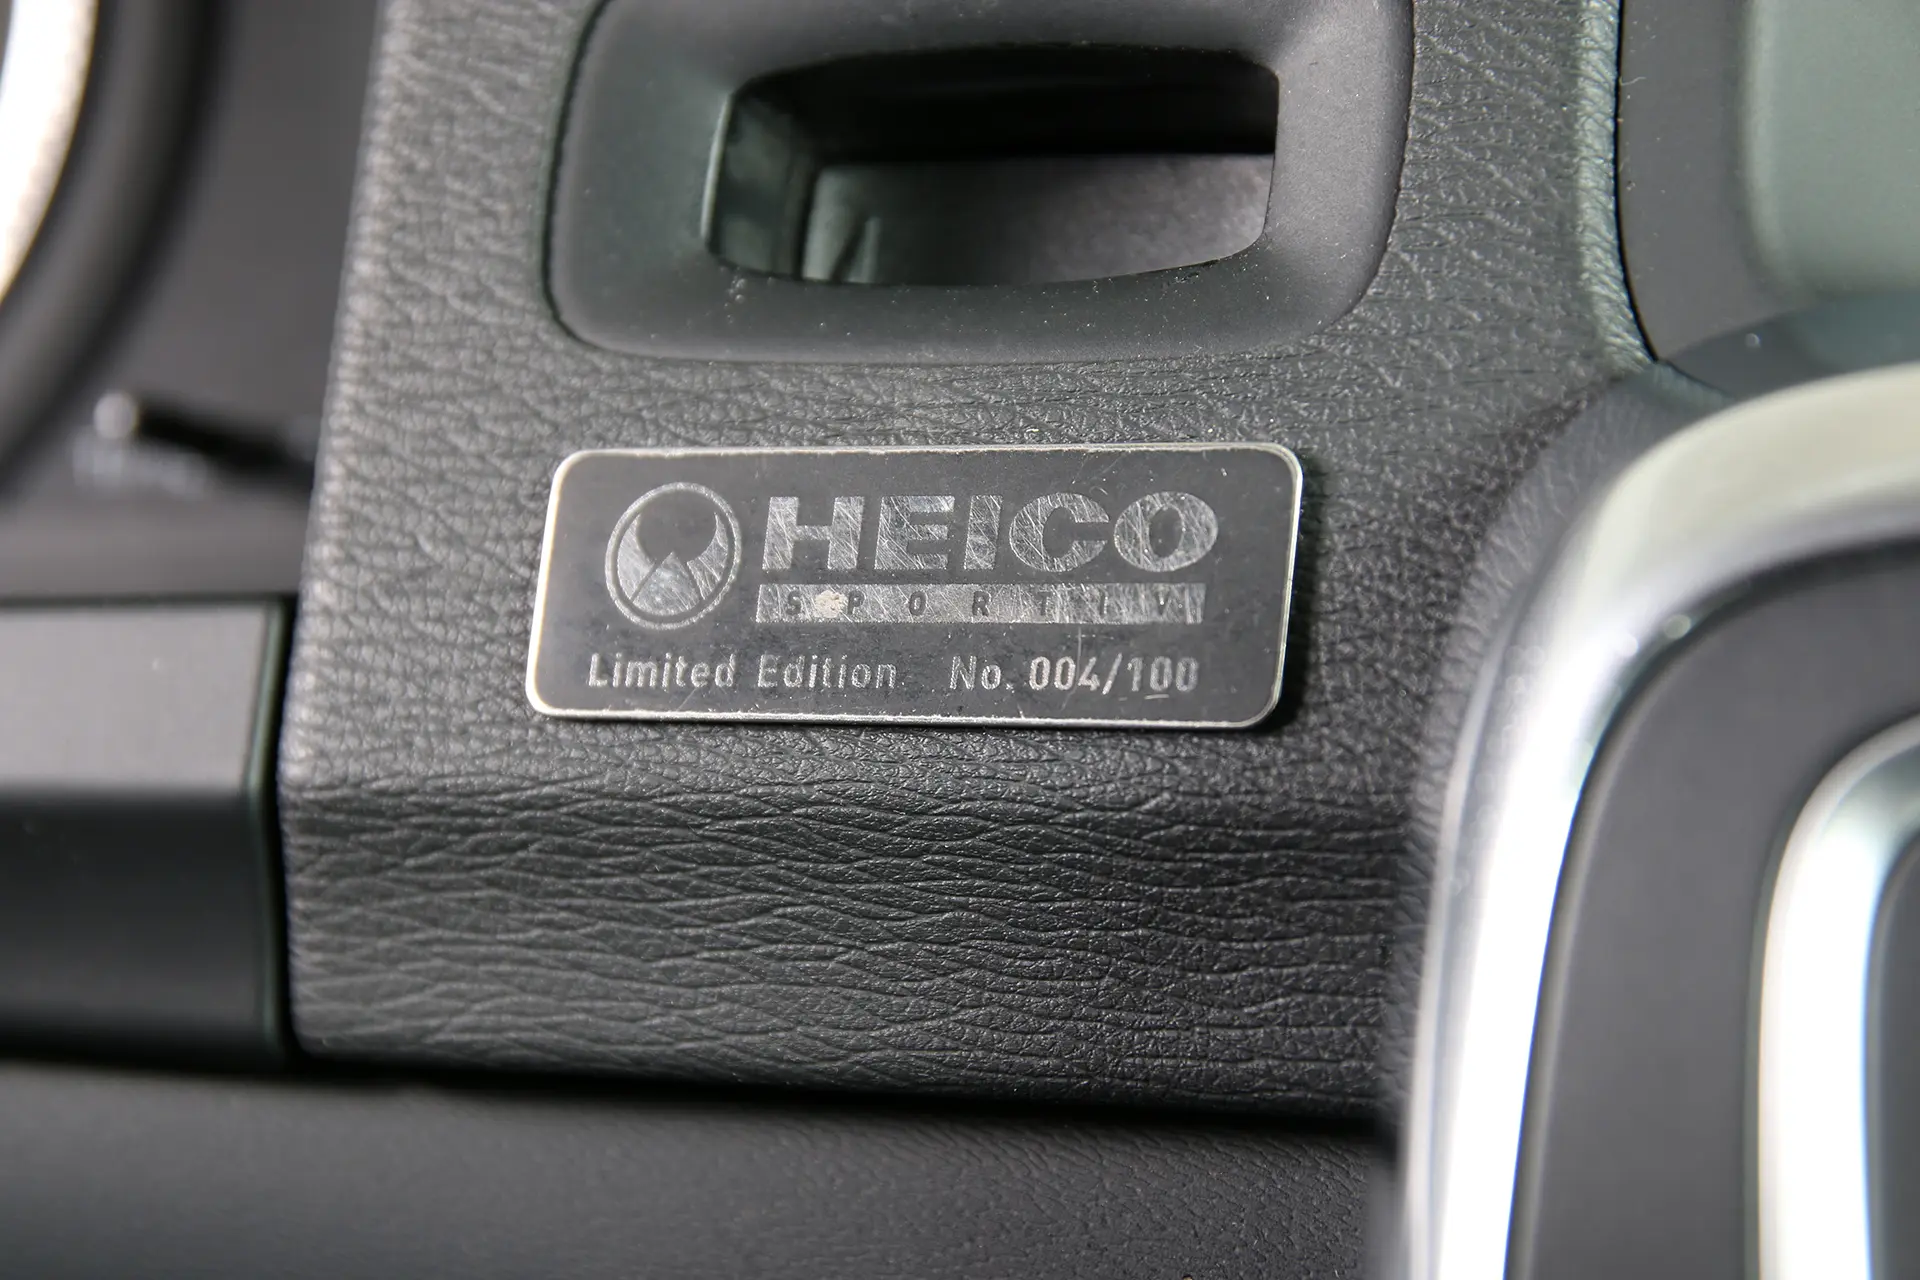 HEICO
SPORTIV
Limited Edition No. 004/100